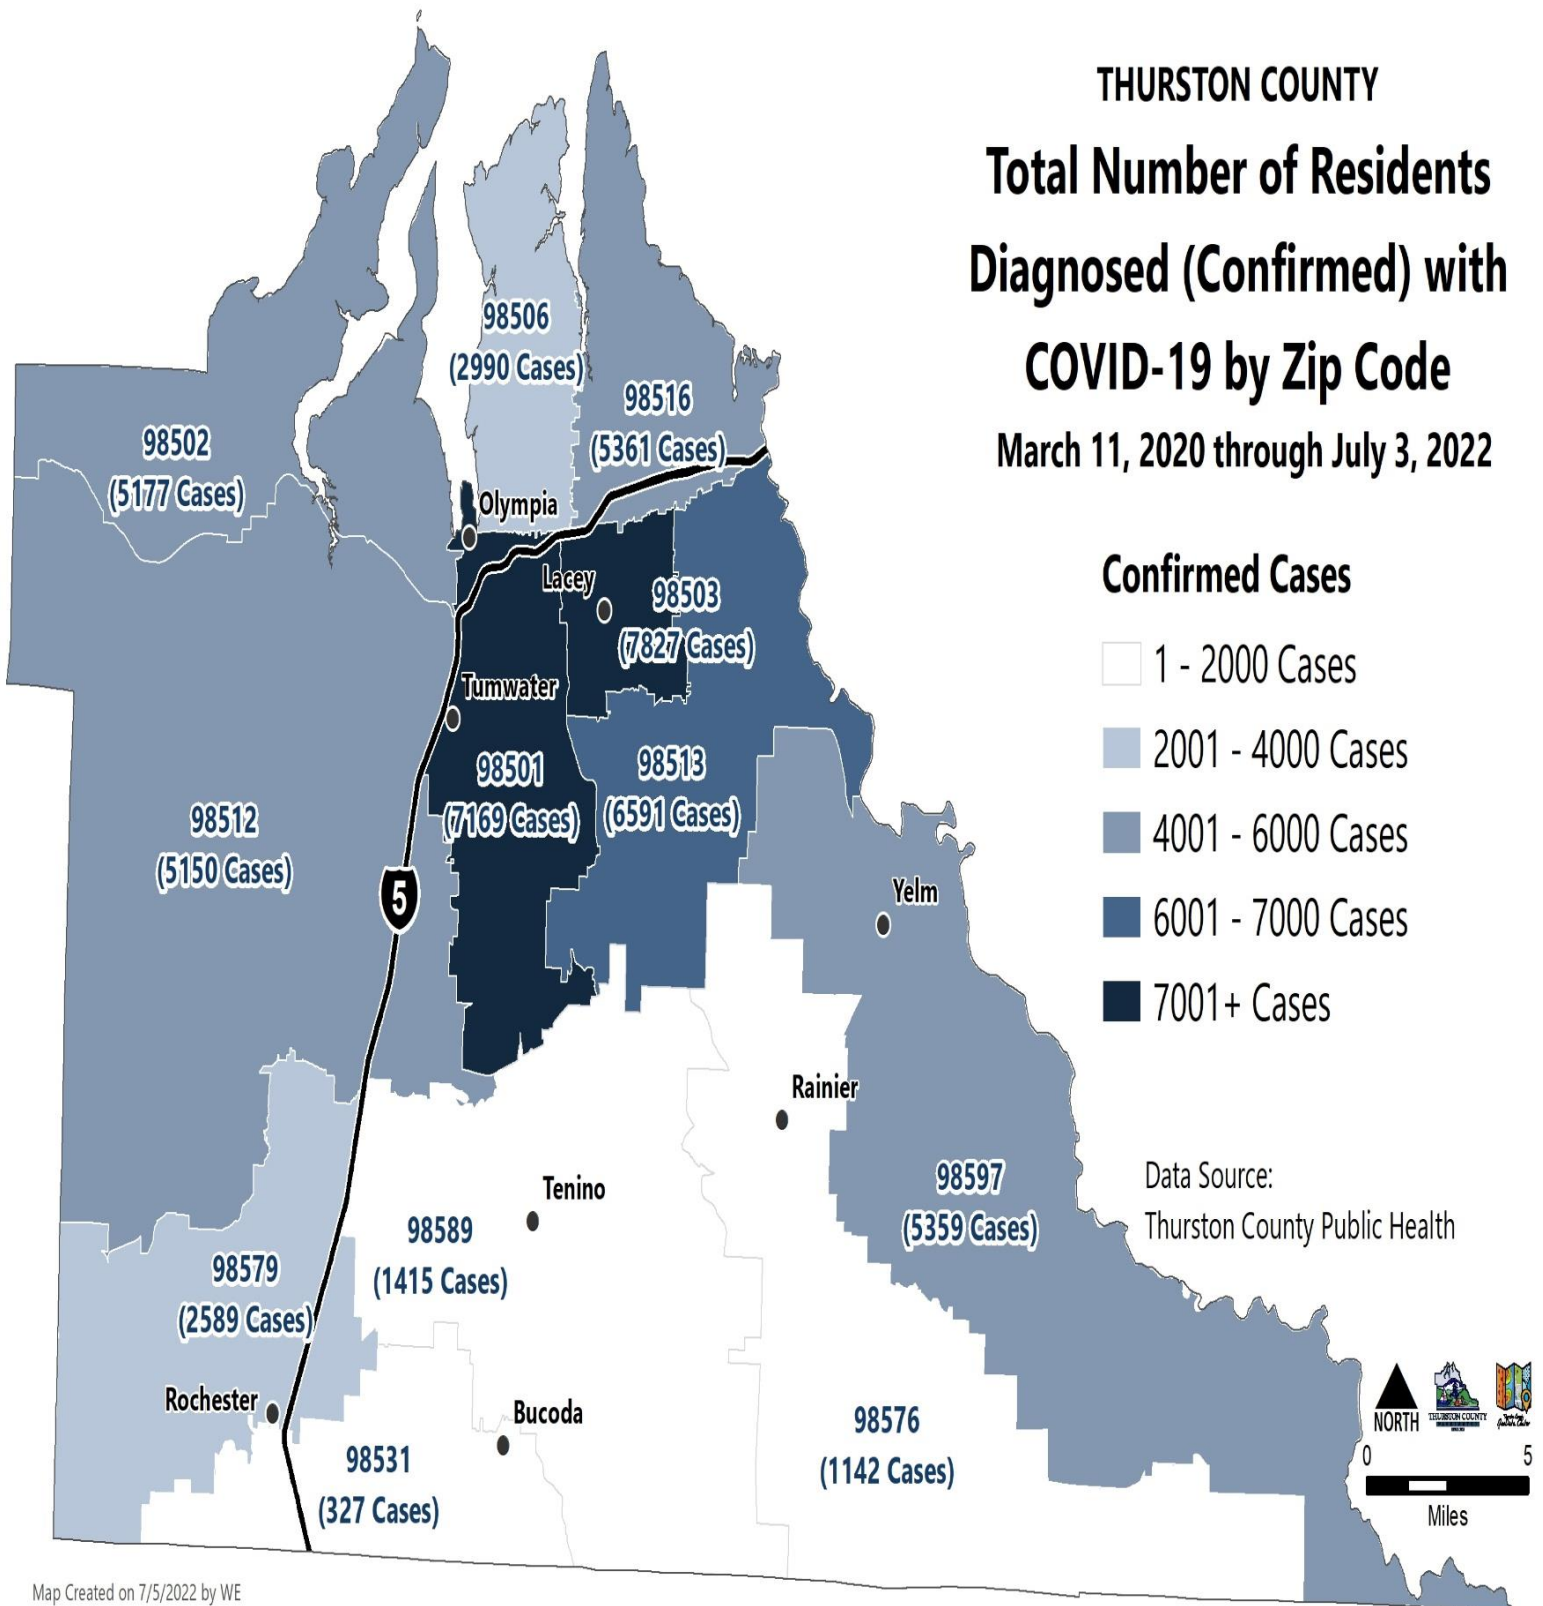 THURSTON COUNTY
Total Number of Residents
Diagnosed (Confirmed) with
COVID-19 by Zip Code
March 11, 2020 through July 3, 2022
98506
(2990 Cases)
98516
(5361 Cases)
98502
(5177 Cases)
Olympia
Lacey
98503
(7827 Cases)
Tumwater
98501
(7169 Cases)
98513
(6591 Cases)
98512
(5150 Cases)
5
Yelm
Rainier
Tenino
98597
(5359 Cases)
98589
(1415 Cases)
98579
(2589 Cases)
Rochester
Bucoda
98531
(327 Cases)
98576
(1142 Cases)
Confirmed Cases
1 - 2000 Cases
2001 - 4000 Cases
4001 - 6000 Cases
6001 - 7000 Cases
7001+ Cases
Data Source:
Thurston County Public Health
NORTH
THURSTON COUNTY
0 5
Miles
Map Created on 7/5/2022 by WE